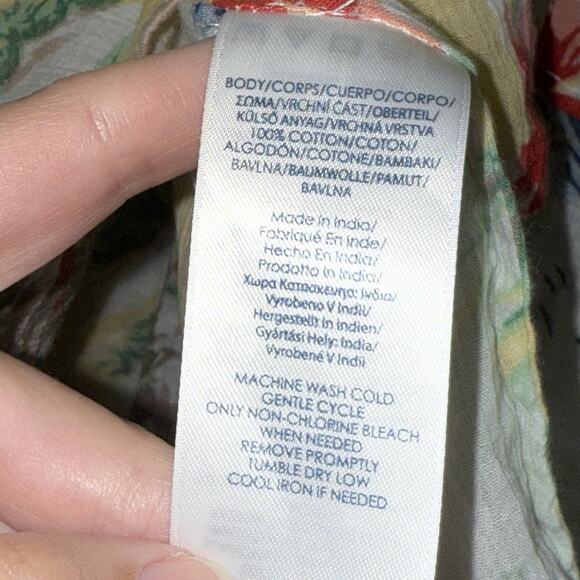 BODY/CORPS/CUERPO/CORPO/
ΣΩΜΑ/VRCHNÍ ČÁST/OBERTEIL/
KÜLSŐ ANYAG/VRCHNÁ VRSTVA
100% COTTON/COTON/
ALGODÓN/COTONE/BAMBAKI/
BAVLNA/BAUMWOLLE/PAMUT/
BAVLNA
Made in India/
Fabriqué En Inde/
Hecho En India/
Prodotto In India/
Χωρα Κατασκευησ: Ινδια/
Vyrobeno V Indii/
Hergestellt In Indien/
Gyártási Hely: India/
Vyrobené V Indii
MACHINE WASH COLD
GENTLE CYCLE
ONLY NON-CHLORINE BLEACH
WHEN NEEDED
REMOVE PROMPTLY
TUMBLE DRY LOW
COOL IRON IF NEEDED